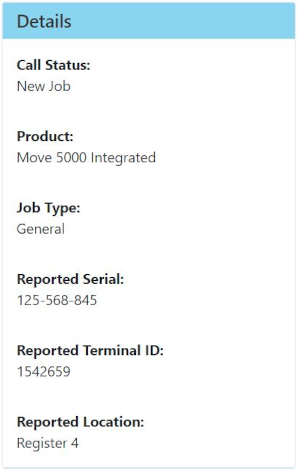 Details
Call Status:
New Job
Product:
Move 5000 Integrated
Job Type:
General
Reported Serial:
125-568-845
Reported Terminal ID:
1542659
Reported Location:
Register 4